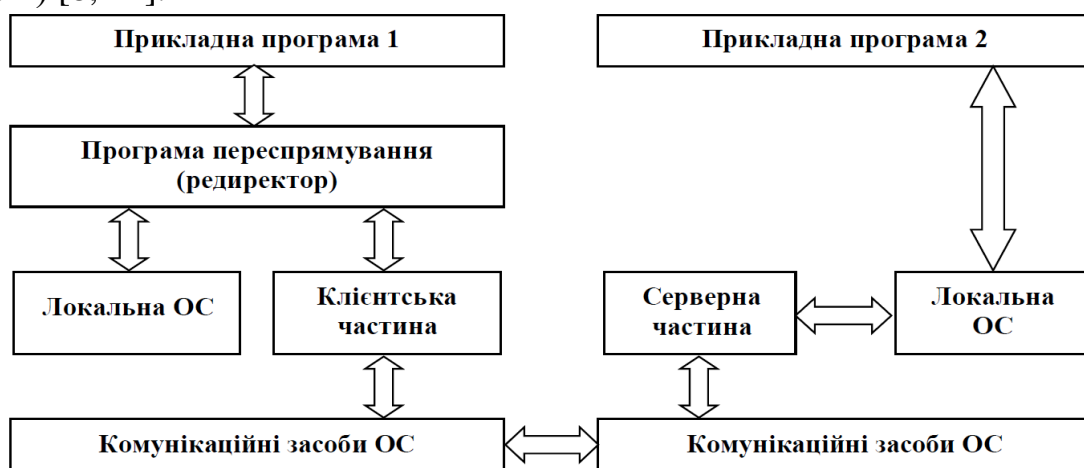 Прикладна програма 1
Прикладна програма 2
Програма переспрямування
(редиректор)
Локальна ОС
Клієнтська
частина
Серверна
частина
Локальна
ОС
Комунікаційні засоби ОС
Комунікаційні засоби ОС